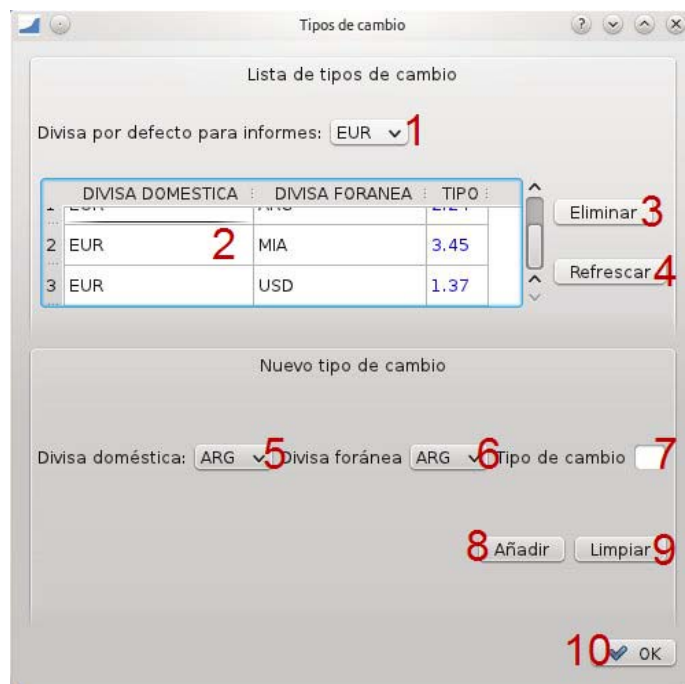 Tipos de cambio
Lista de tipos de cambio
Divisa por defecto para informes: EUR 1
DIVISA DOMESTICA DIVISA FORANEA TIPO
Eliminar 3
2
2 EUR MIA 3.45
Refrescar 4
3 EUR USD 1.37
Nuevo tipo de cambio
Divisa doméstica: ARG 5 Divisa foránea ARG 6 Tipo de cambio 7
8 Añadir Limpiar 9
10 OK